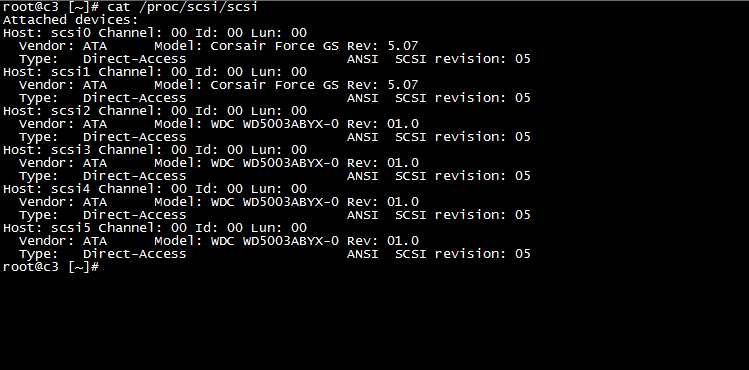 root@c3 [~]# cat /proc/scsi/scsi
Attached devices:
Host: scsi0 Channel: 00 Id: 00 Lun: 00
  Vendor: ATA      Model: Corsair Force GS Rev: 5.07
  Type:   Direct-Access                    ANSI  SCSI revision: 05
Host: scsi1 Channel: 00 Id: 00 Lun: 00
  Vendor: ATA      Model: Corsair Force GS Rev: 5.07
  Type:   Direct-Access                    ANSI  SCSI revision: 05
Host: scsi2 Channel: 00 Id: 00 Lun: 00
  Vendor: ATA      Model: WDC WD5003ABYX-0 Rev: 01.0
  Type:   Direct-Access                    ANSI  SCSI revision: 05
Host: scsi3 Channel: 00 Id: 00 Lun: 00
  Vendor: ATA      Model: WDC WD5003ABYX-0 Rev: 01.0
  Type:   Direct-Access                    ANSI  SCSI revision: 05
Host: scsi4 Channel: 00 Id: 00 Lun: 00
  Vendor: ATA      Model: WDC WD5003ABYX-0 Rev: 01.0
  Type:   Direct-Access                    ANSI  SCSI revision: 05
Host: scsi5 Channel: 00 Id: 00 Lun: 00
  Vendor: ATA      Model: WDC WD5003ABYX-0 Rev: 01.0
  Type:   Direct-Access                    ANSI  SCSI revision: 05
root@c3 [~]#